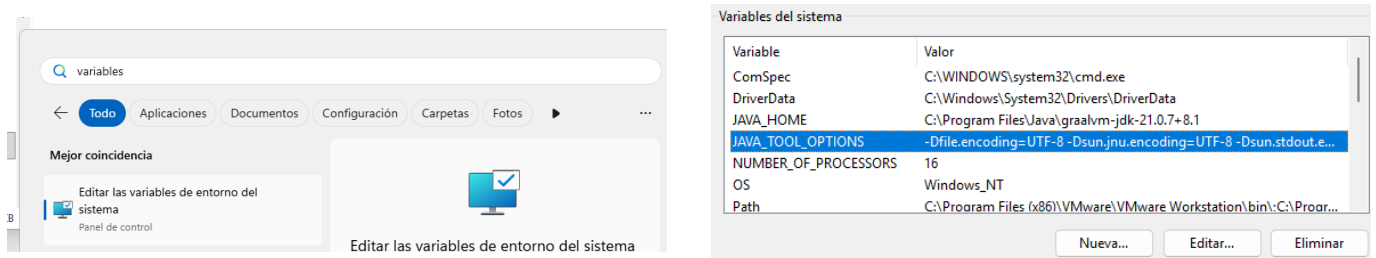 variables
Todo Aplicaciones Documentos Configuración Carpetas Fotos ...
Mejor coincidencia
Editar las variables de entorno del
sistema
Panel de control
Editar las variables de entorno del sistema
Variables del sistema
Variable Valor
ComSpec C:\WINDOWS\system32\cmd.exe
DriverData C:\Windows\System32\Drivers\DriverData
JAVA_HOME C:\Program Files\Java\graalvm-jdk-21.0.7+8.1
JAVA_TOOL_OPTIONS -Dfile.encoding=UTF-8 -Dsun.jnu.encoding=UTF-8 -Dsun.stdout.e...
NUMBER_OF_PROCESSORS 16
OS Windows_NT
Path C:\Program Files (x86)\VMware\VMware Workstation\bin\;C:\Progr...
Nueva... Editar... Eliminar